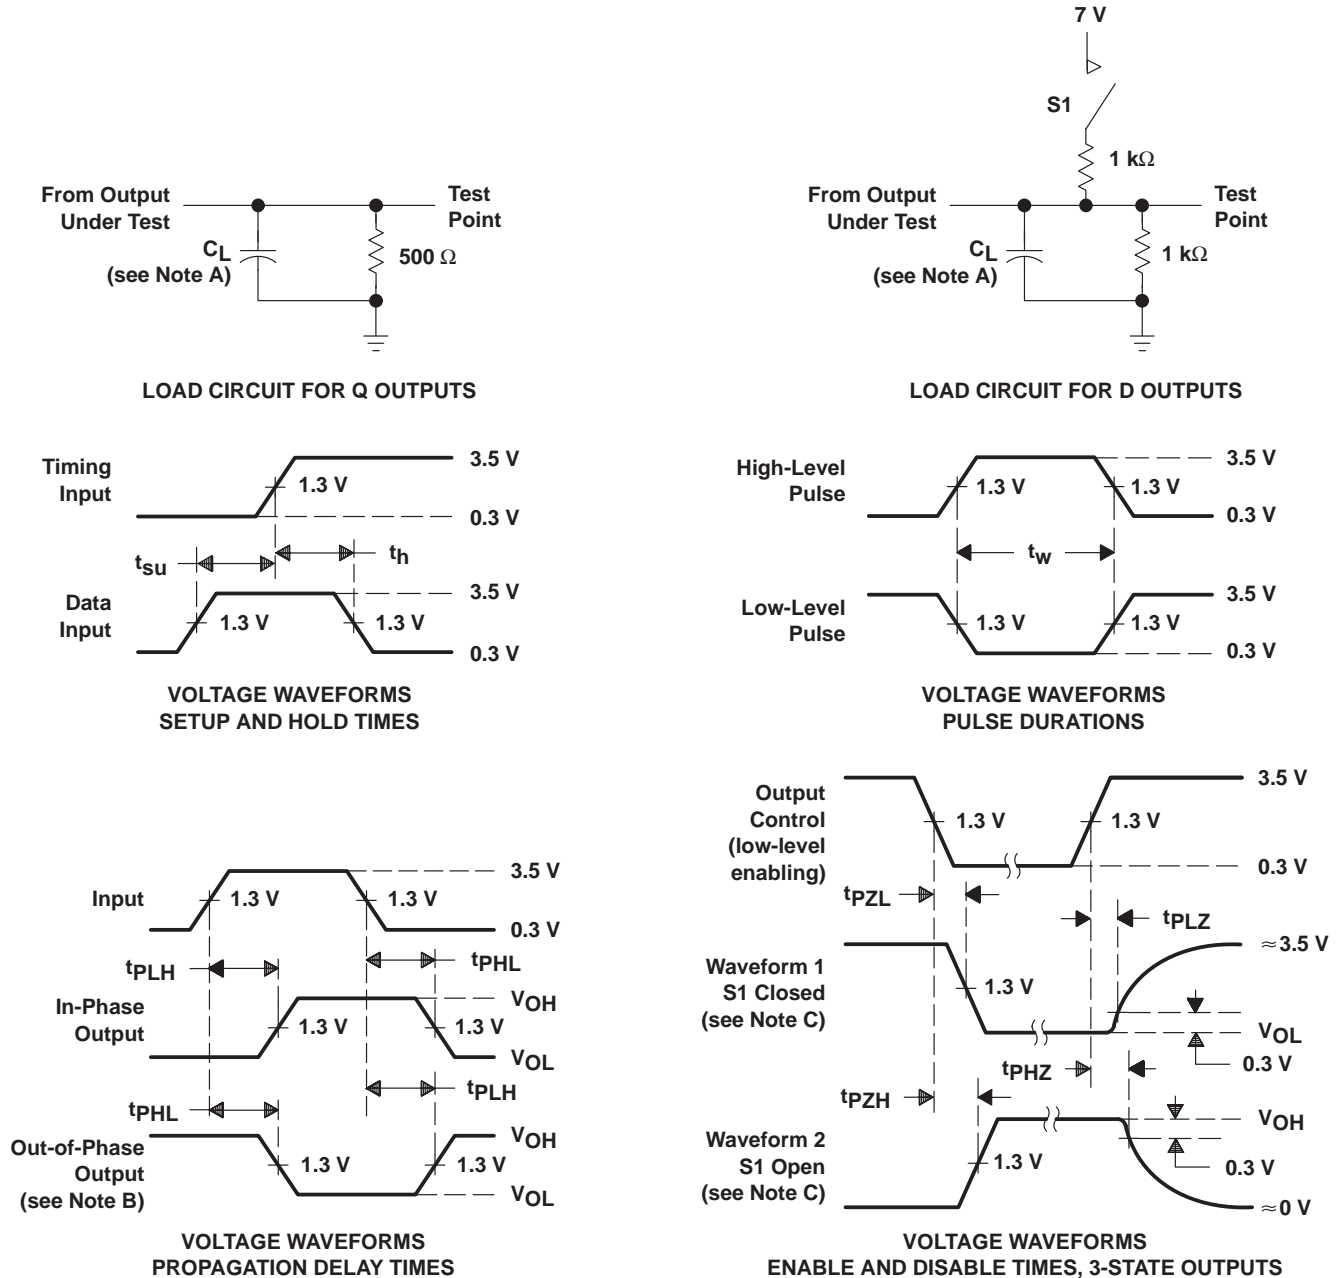 7 V
S1
1 kΩ
From Output
Under Test
Test
Point
CL
(see Note A)
500 Ω
LOAD CIRCUIT FOR Q OUTPUTS
From Output
Under Test
Test
Point
CL
(see Note A)
1 kΩ
LOAD CIRCUIT FOR D OUTPUTS
Timing
Input
3.5 V
1.3 V
0.3 V
tsu
th
Data
Input
3.5 V
1.3 V
1.3 V
0.3 V
VOLTAGE WAVEFORMS
SETUP AND HOLD TIMES
High-Level
Pulse
3.5 V
1.3 V
1.3 V
0.3 V
tw
Low-Level
Pulse
3.5 V
1.3 V
1.3 V
0.3 V
VOLTAGE WAVEFORMS
PULSE DURATIONS
Input
3.5 V
1.3 V
1.3 V
0.3 V
tPLH
tPHL
In-Phase
Output
VOH
1.3 V
1.3 V
VOL
tPHL
tPLH
Out-of-Phase
Output
(see Note B)
VOH
1.3 V
1.3 V
VOL
VOLTAGE WAVEFORMS
PROPAGATION DELAY TIMES
Output
Control
(low-level
enabling)
3.5 V
1.3 V
1.3 V
0.3 V
tPZL
tPLZ
Waveform 1
S1 Closed
(see Note C)
≈3.5 V
1.3 V
VOL
0.3 V
tPZH
tPHZ
Waveform 2
S1 Open
(see Note C)
VOH
1.3 V
0.3 V
≈0 V
VOLTAGE WAVEFORMS
ENABLE AND DISABLE TIMES, 3-STATE OUTPUTS